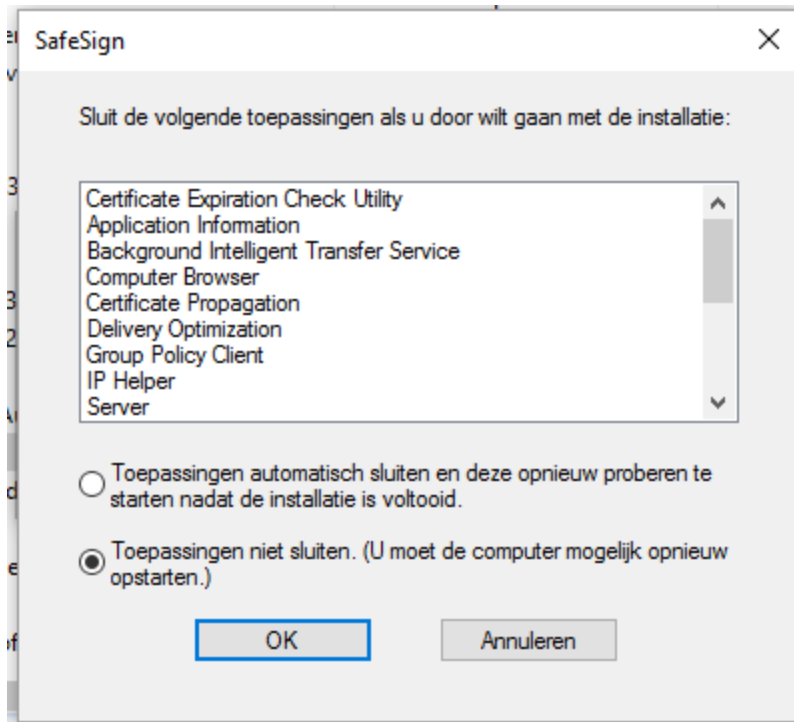 SafeSign
Sluit de volgende toepassingen als u door wilt gaan met de installatie:
Certificate Expiration Check Utility
Application Information
Background Intelligent Transfer Service
Computer Browser
Certificate Propagation
Delivery Optimization
Group Policy Client
IP Helper
Server
Toepassingen automatisch sluiten en deze opnieuw proberen te
starten nadat de installatie is voltooid.
Toepassingen niet sluiten. (U moet de computer mogelijk opnieuw
opstarten.)
OK
Annuleren